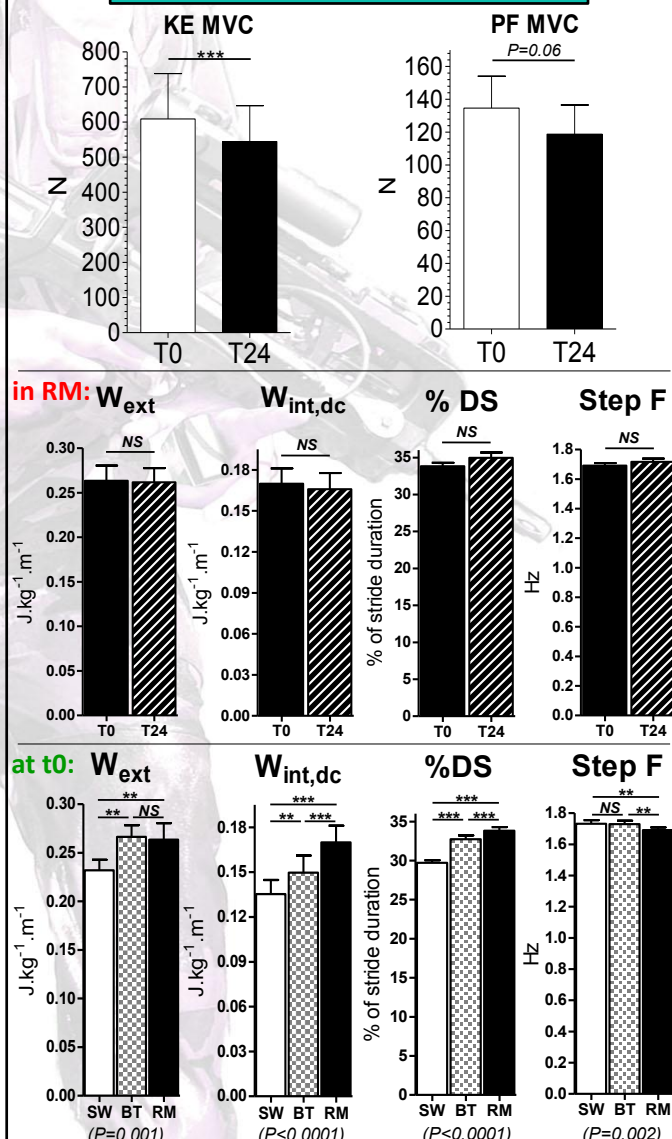 KE MVC
800
700
600
500
400
300
200
100
0
N
***
T0 T24
PF MVC
160
140
120
100
80
60
40
20
0
N
P=0.06
T0 T24
in RM:
W_ext
0.30
0.25
0.20
0.15
0.10
0.05
0.00
J.kg⁻¹.m⁻¹
NS
T0 T24
W_int,dc
0.18
0.15
0.12
0.09
0.06
0.03
0.00
J.kg⁻¹.m⁻¹
NS
T0 T24
% DS
35
30
25
20
15
10
5
0
% of stride duration
NS
T0 T24
Step F
1.8
1.6
1.4
1.2
1.0
0.8
0.6
0.4
0.2
0.0
Hz
NS
T0 T24
at t0:
W_ext
0.30
0.25
0.20
0.15
0.10
0.05
0.00
J.kg⁻¹.m⁻¹
**
** NS
SW BT RM
(P=0.001)
W_int,dc
0.18
0.15
0.12
0.09
0.06
0.03
0.00
J.kg⁻¹.m⁻¹
***
** ***
SW BT RM
(P<0.0001)
%DS
35
30
25
20
15
10
5
0
% of stride duration
***
*** ***
SW BT RM
(P<0.0001)
Step F
1.8
1.6
1.4
1.2
1.0
0.8
0.6
0.4
0.2
0.0
Hz
**
NS **
SW BT RM
(P=0.002)